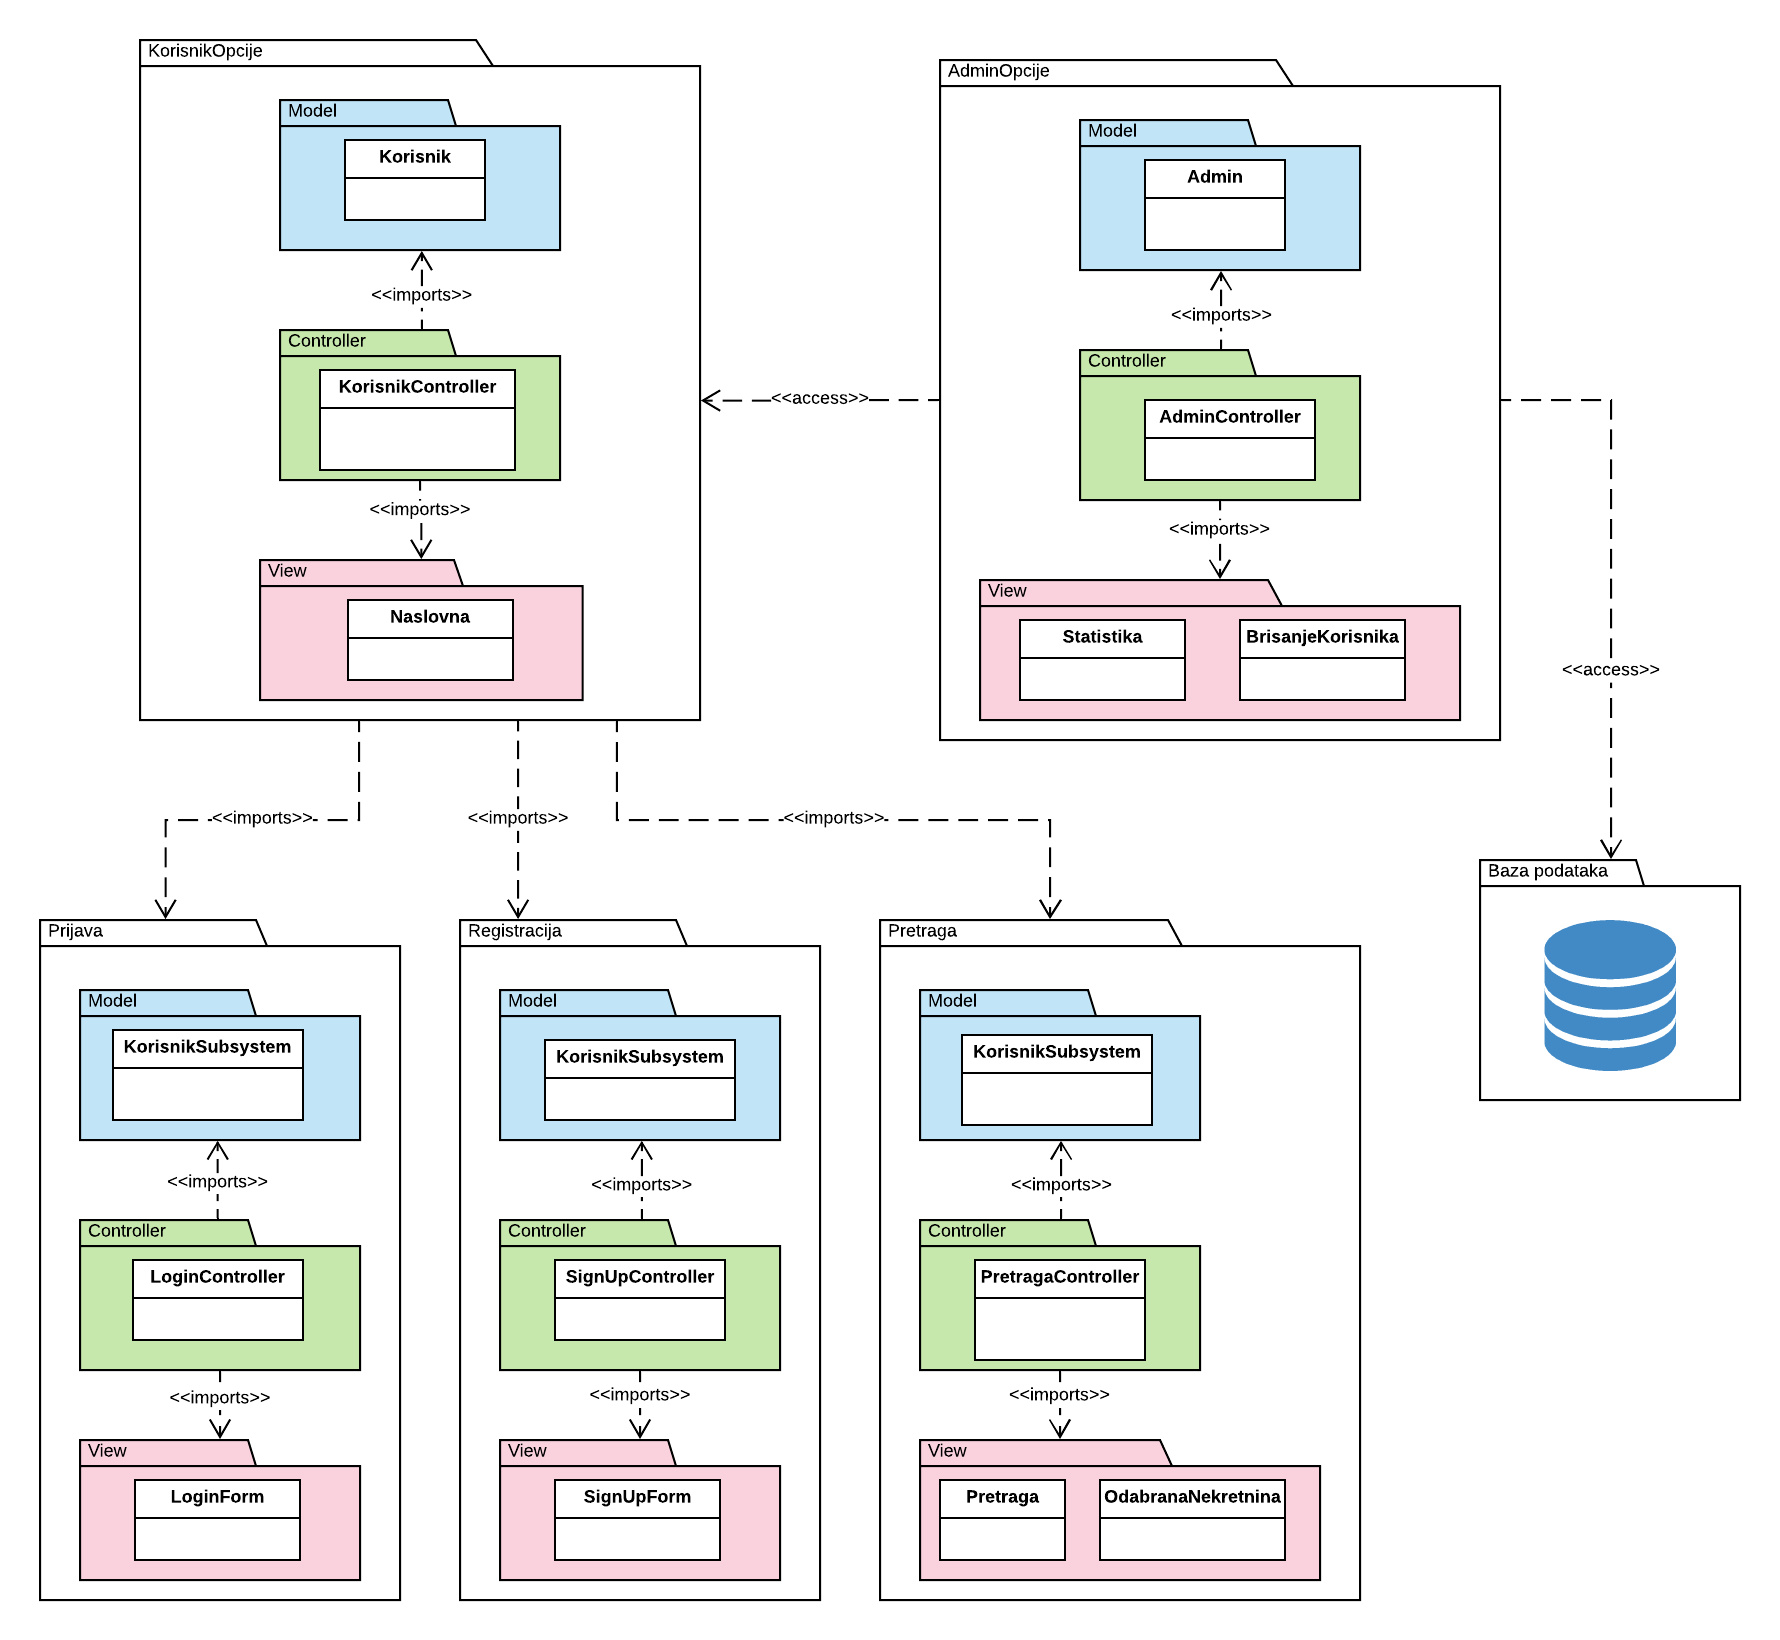 KorisnikOpcije
Model
Korisnik
<<imports>>
Controller
KorisnikController
<<imports>>
View
Naslovna
AdminOpcije
Model
Admin
<<imports>>
Controller
AdminController
<<imports>>
View
Statistika
BrisanjeKorisnika
<<access>>
<<access>>
<<imports>>
<<imports>>
<<imports>>
Baza podataka
Prijava
Model
KorisnikSubsystem
<<imports>>
Controller
LoginController
<<imports>>
View
LoginForm
Registracija
Model
KorisnikSubsystem
<<imports>>
Controller
SignUpController
<<imports>>
View
SignUpForm
Pretraga
Model
KorisnikSubsystem
<<imports>>
Controller
PretragaController
<<imports>>
View
Pretraga
OdabranaNekretnina